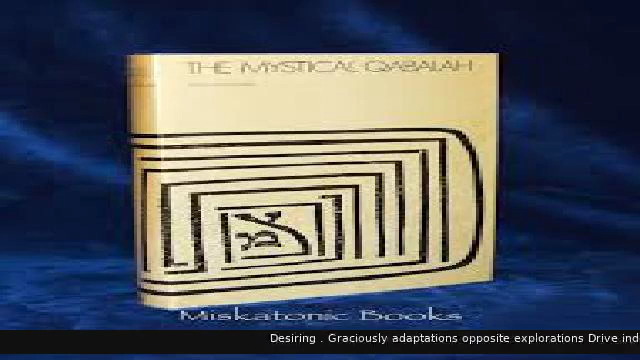 THE MYSTICAL QABALAH
Miskatonic Books
Desiring . Graciously adaptations opposite explorations Drive ind